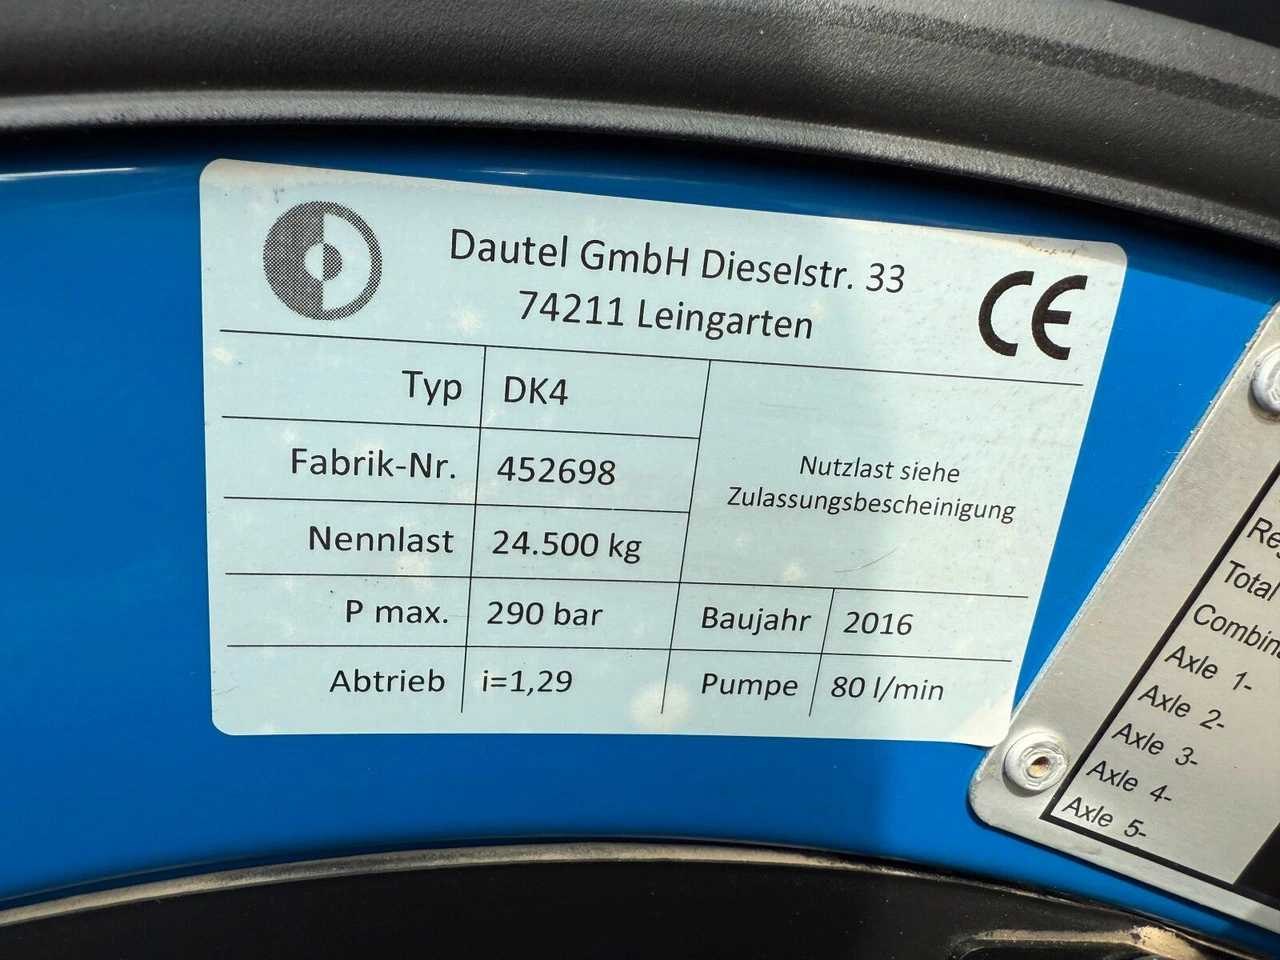 Dautel GmbH Dieselstr. 33
74211 Leingarten
CE
Typ DK4
Fabrik-Nr. 452698
Nutzlast siehe
Zulassungsbescheinigung
Nennlast 24.500 kg
P max. 290 bar Baujahr 2016
Abtrieb i=1,29 Pumpe 80 l/min
Total
Axle 1-
Axle 2-
Axle 3-
Axle 4-
Axle 5-